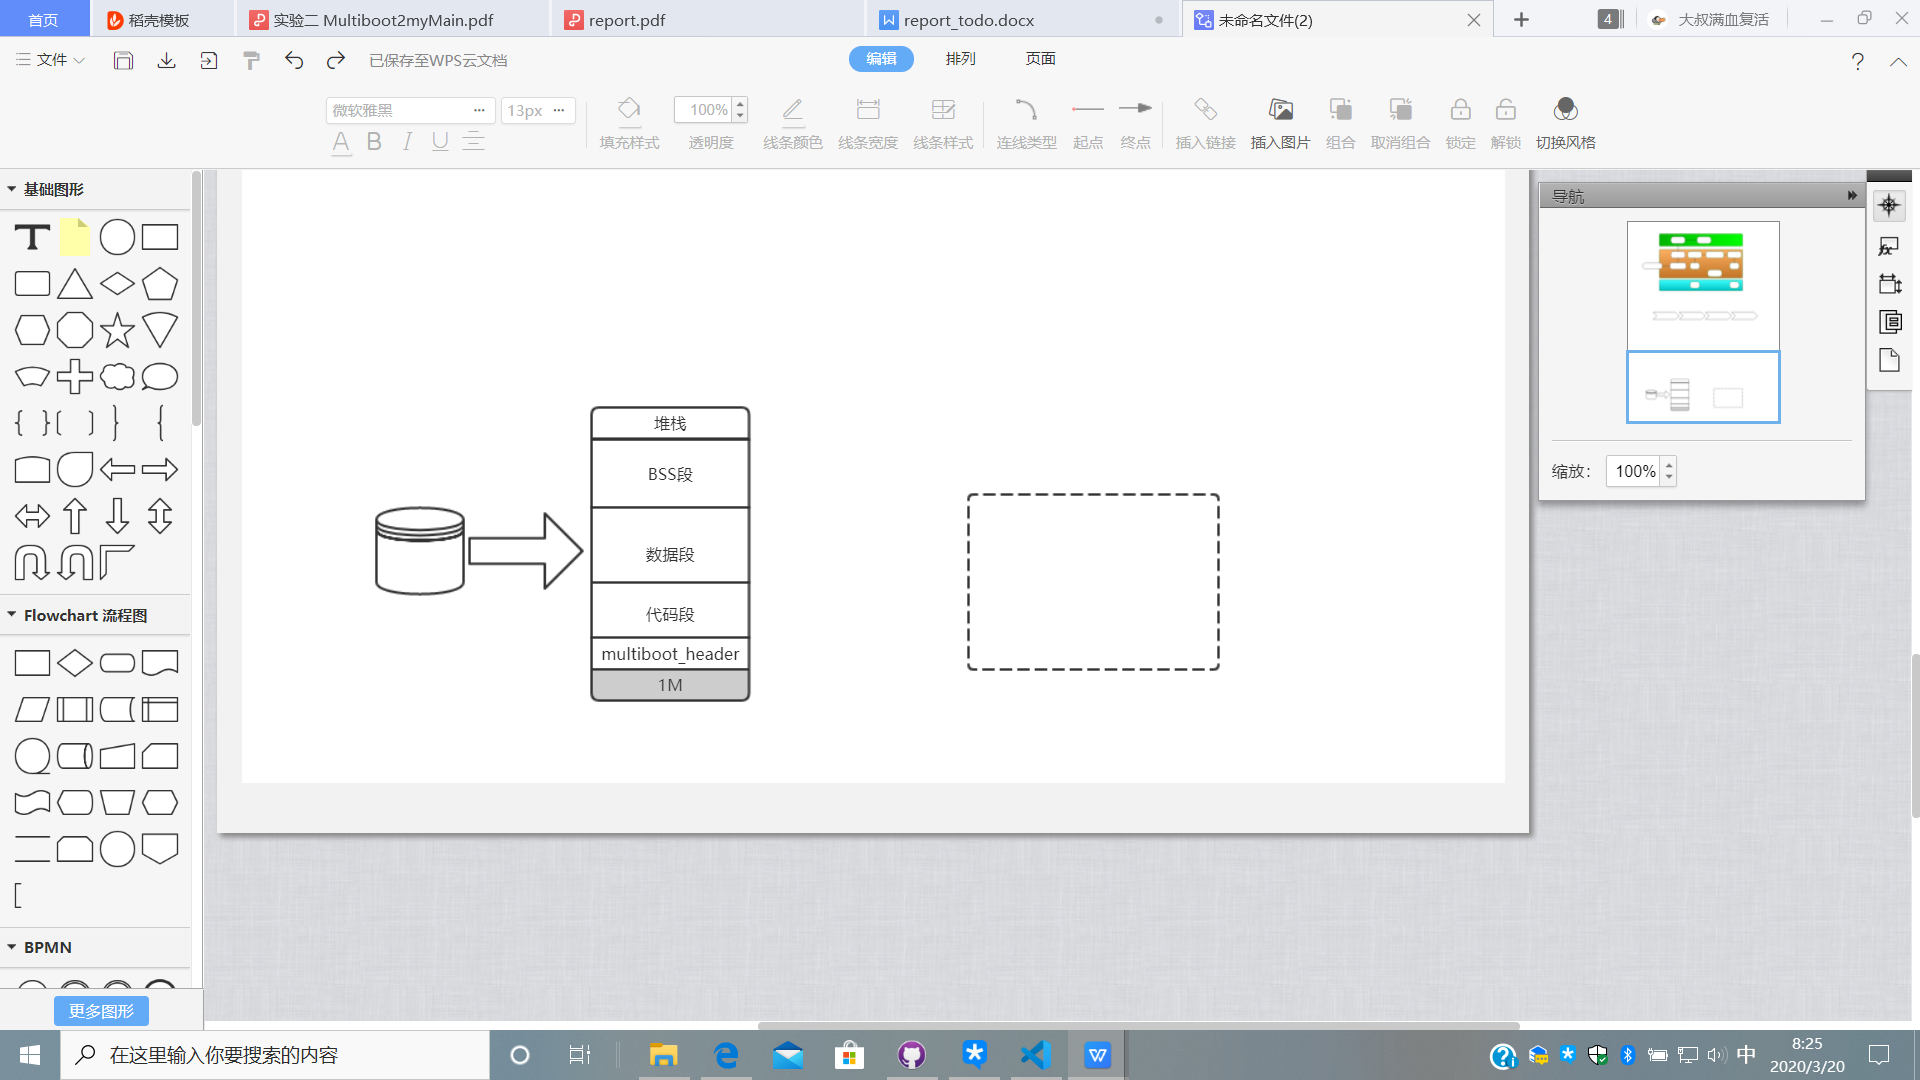 首页
稻壳模板
实验二 Multiboot2myMain.pdf
report.pdf
report_todo.docx
未命名文件(2)
4
大叔满血复活
文件
已保存至WPS云文档
编辑
排列
页面
微软雅黑
13px
100%
A B I U
填充样式
透明度
线条颜色
线条宽度
线条样式
连线类型
起点
终点
插入链接
插入图片
组合
取消组合
锁定
解锁
切换风格
基础图形
Flowchart 流程图
BPMN
更多图形
堆栈
BSS段
数据段
代码段
multiboot_header
1M
导航
缩放：
100%
在这里输入你要搜索的内容
中
8:25
2020/3/20